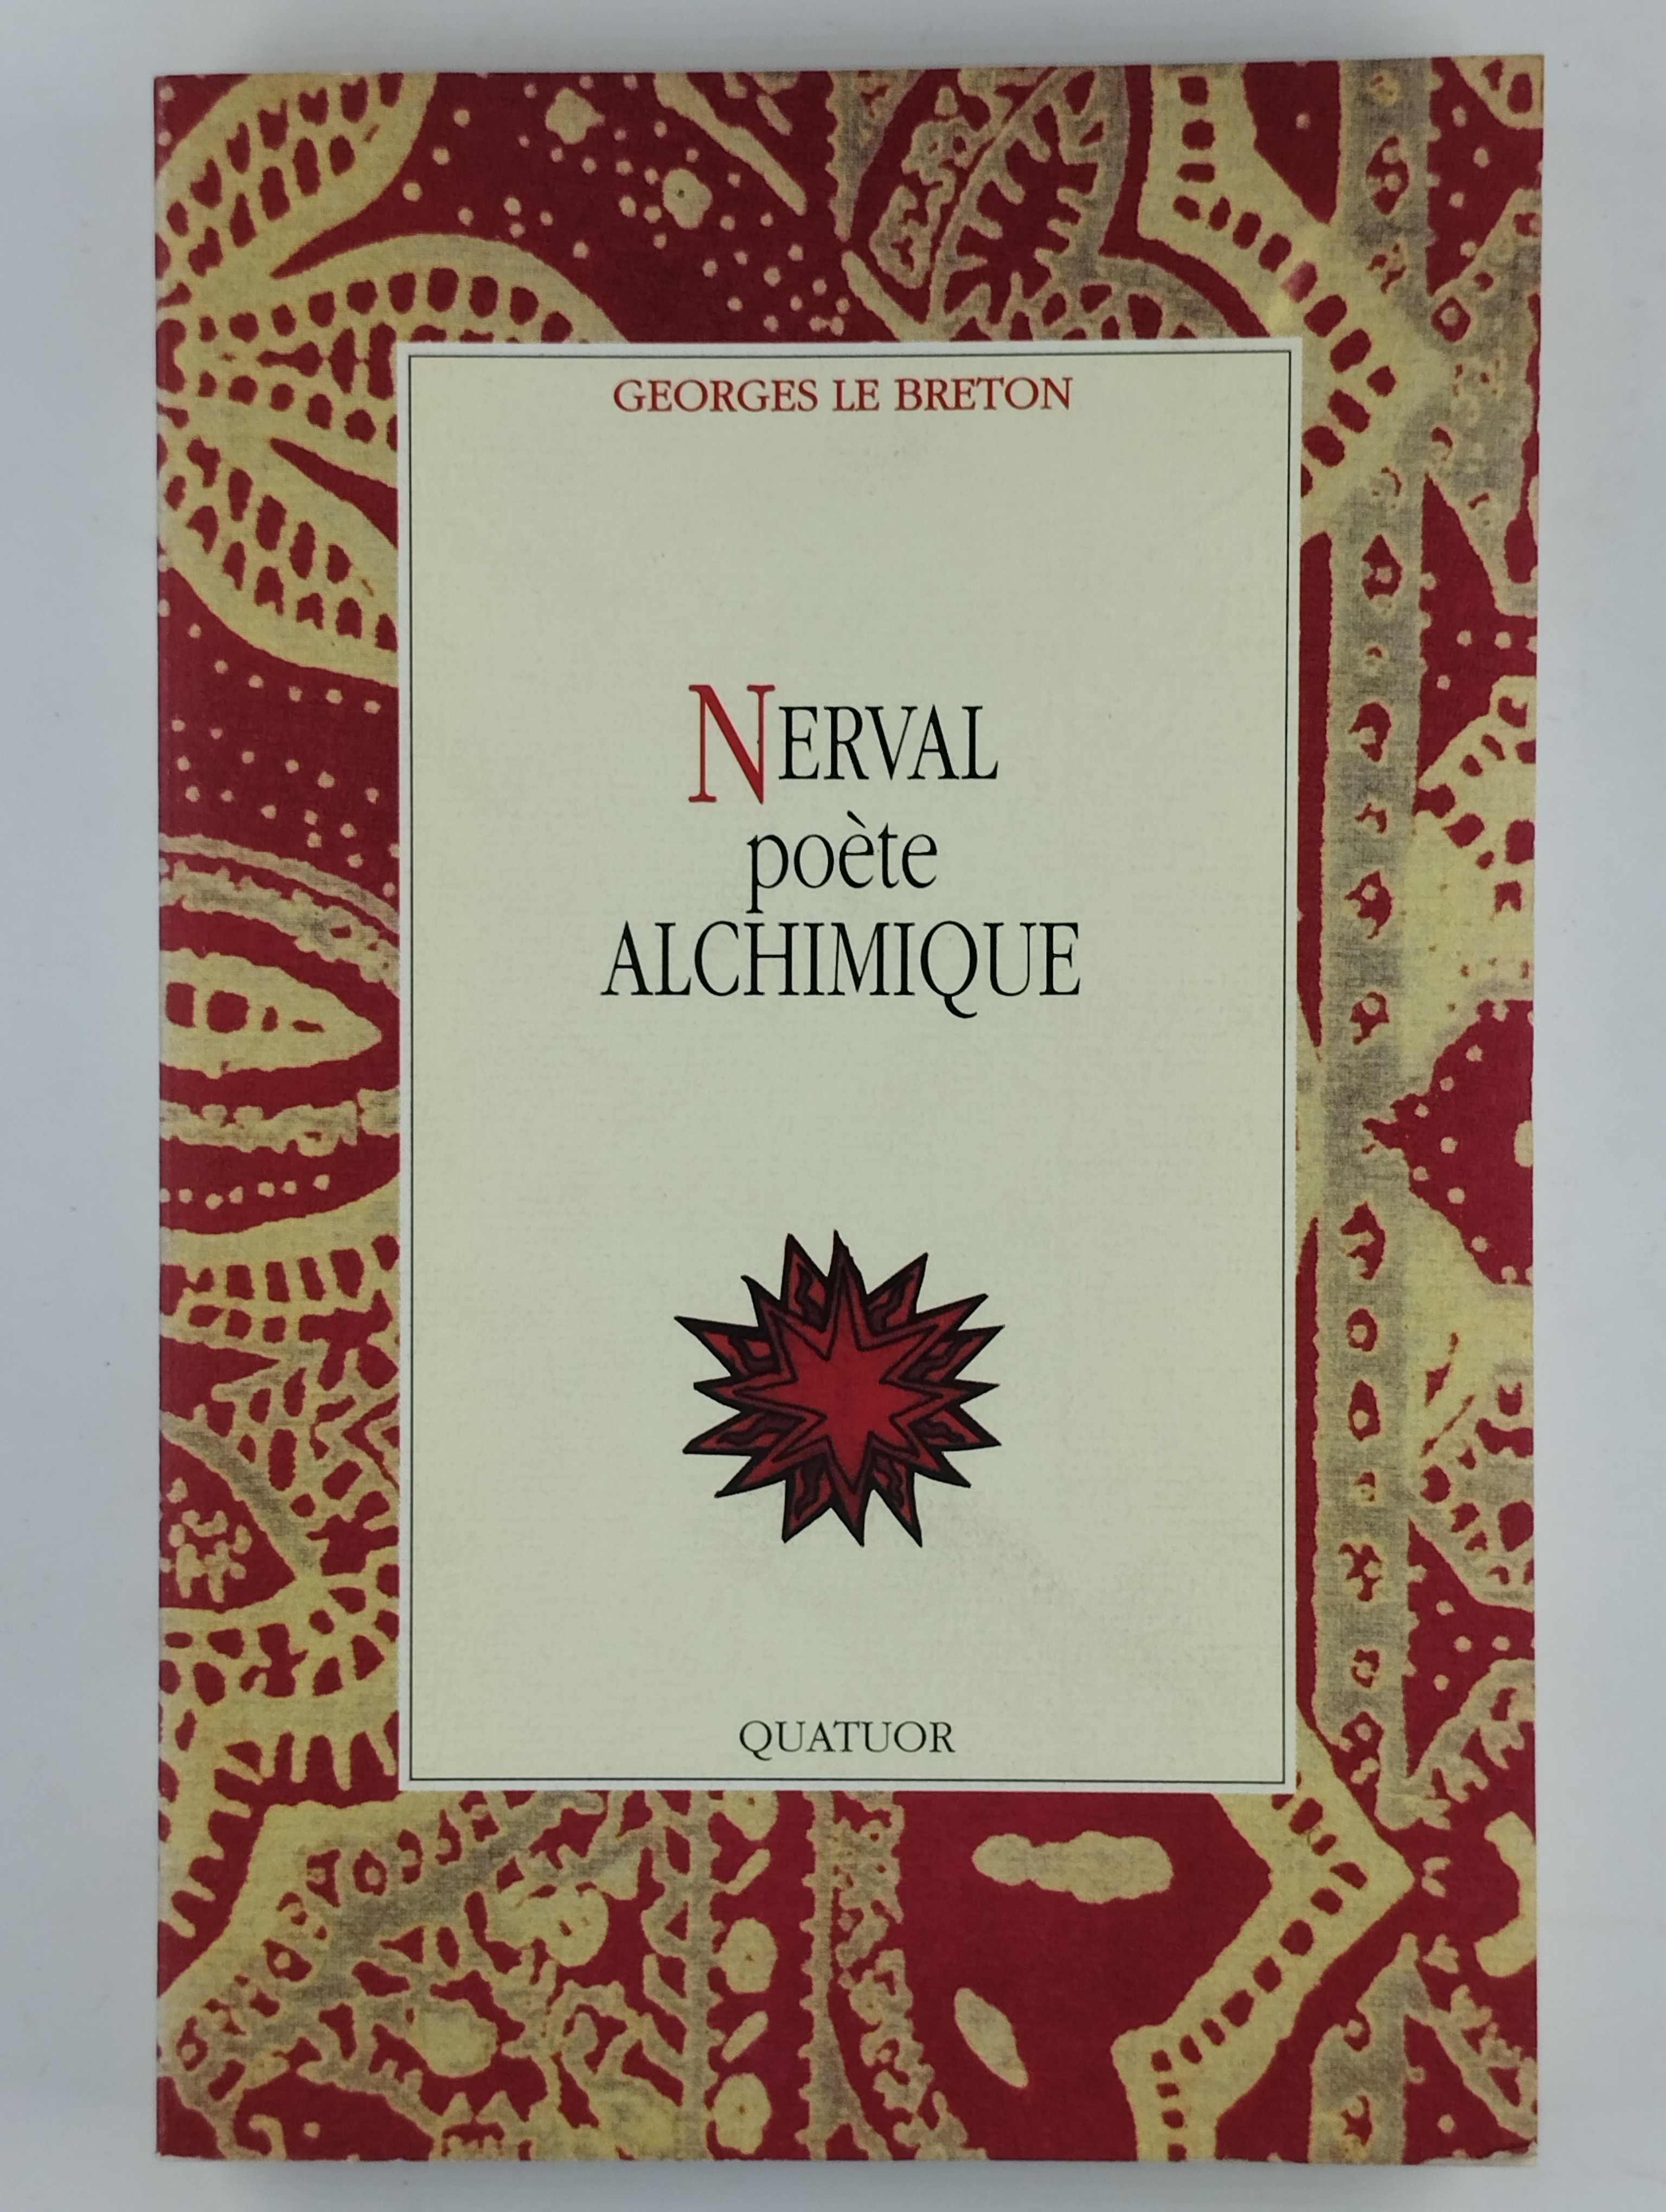 GEORGES LE BRETON
NERVAL
poète
ALCHIMIQUE
QUATUOR